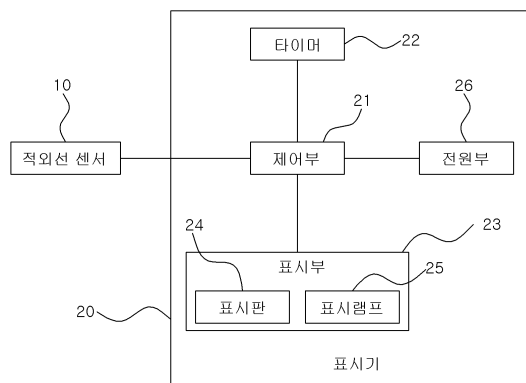 타이머
22
10
21
26
적외선 센서
제어부
전원부
24
23
표시부
25
표시판
표시램프
20
표시기